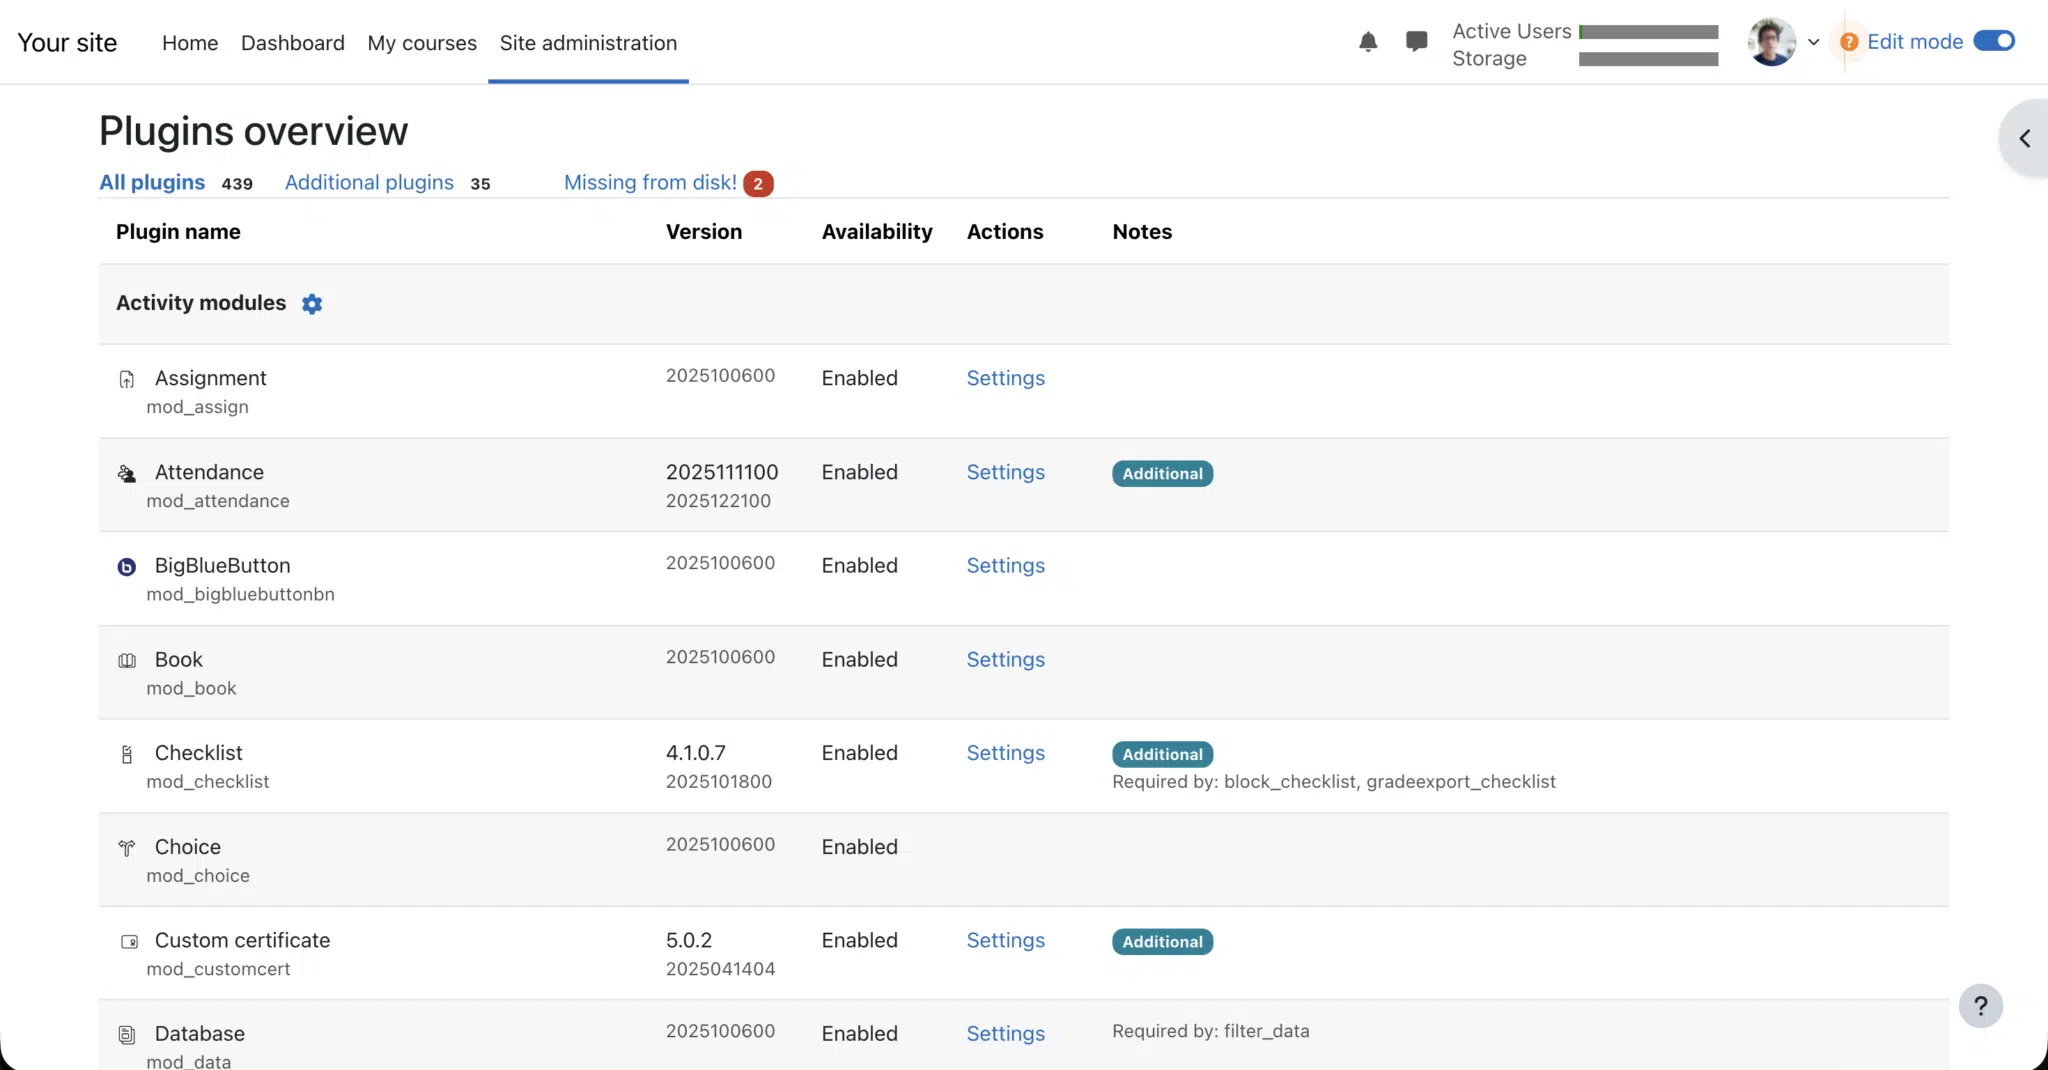 Your site Home Dashboard My courses Site administration Active Users ? Edit mode
Storage
Plugins overview
All plugins 439 Additional plugins 35 Missing from disk! 2
Plugin name Version Availability Actions Notes
Activity modules
Assignment 2025100600 Enabled Settings
mod_assign
Attendance 2025111100 Enabled Settings Additional
mod_attendance 2025122100
BigBlueButton 2025100600 Enabled Settings
mod_bigbluebuttonbn
Book 2025100600 Enabled Settings
mod_book
Checklist 4.1.0.7 Enabled Settings Additional
mod_checklist 2025101800 Required by: block_checklist, gradeexport_checklist
Choice 2025100600 Enabled
mod_choice
Custom certificate 5.0.2 Enabled Settings Additional
mod_customcert 2025041404
?
Database 2025100600 Enabled Settings Required by: filter_data
mod_data